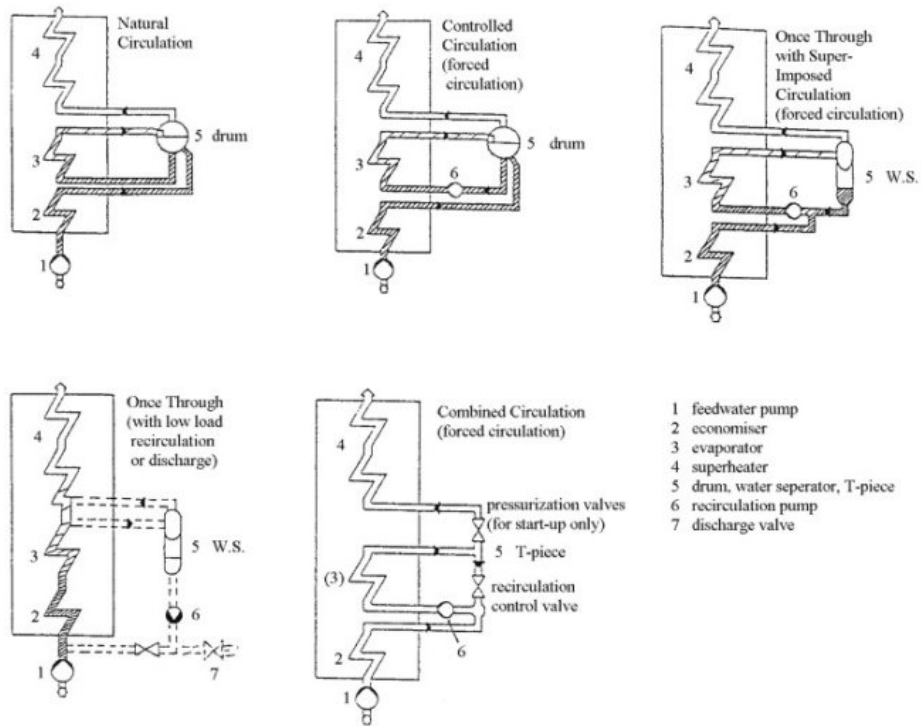 Natural
Circulation
4
5 drum
3
2
1
Controlled
Circulation
(forced
circulation)
4
5 drum
3
6
2
1
Once Through
with Super-
Imposed
Circulation
(forced circulation)
4
3
5 W.S.
6
2
1
Once Through
(with low load
recirculation
or discharge)
4
5 W.S.
3
6
2
1
7
Combined Circulation
(forced circulation)
4
pressurization valves
(for start-up only)
5 T-piece
(3)
recirculation
control valve
2
6
1
1 feedwater pump
2 economiser
3 evaporator
4 superheater
5 drum, water seperator, T-piece
6 recirculation pump
7 discharge valve